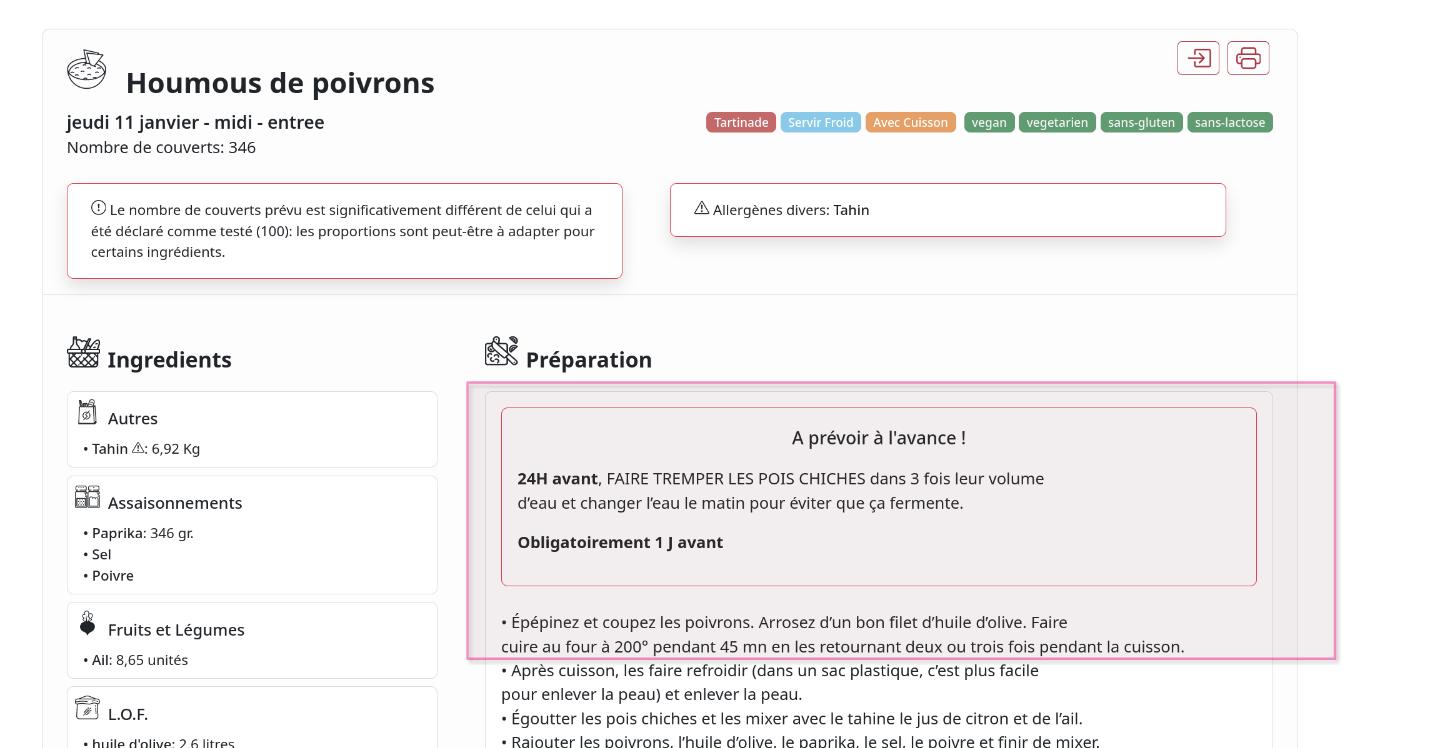 Houmous de poivrons
jeudi 11 janvier - midi - entree
Nombre de couverts: 346
Tartinade Servir Froid Avec Cuisson vegan vegetarien sans-gluten sans-lactose
Le nombre de couverts prévu est significativement différent de celui qui a
été déclaré comme testé (100): les proportions sont peut-être à adapter pour
certains ingrédients.
Allergènes divers: Tahin
Ingredients
Autres
• Tahin ⚠: 6,92 Kg
Assaisonnements
• Paprika: 346 gr.
• Sel
• Poivre
Fruits et Légumes
• Ail: 8,65 unités
L.O.F.
• huile d'olive: 2,6 litres
Préparation
A prévoir à l'avance !
24H avant, FAIRE TREMPER LES POIS CHICHES dans 3 fois leur volume
d’eau et changer l’eau le matin pour éviter que ça fermente.
Obligatoirement 1 J avant
• Épépinez et coupez les poivrons. Arrosez d’un bon filet d’huile d’olive. Faire
cuire au four à 200° pendant 45 mn en les retournant deux ou trois fois pendant la cuisson.
• Après cuisson, les faire refroidir (dans un sac plastique, c’est plus facile
pour enlever la peau) et enlever la peau.
• Égoutter les pois chiches et les mixer avec le tahine le jus de citron et de l’ail.
• Rajouter les poivrons, l’huile d’olive, le paprika, le sel, le poivre et finir de mixer.